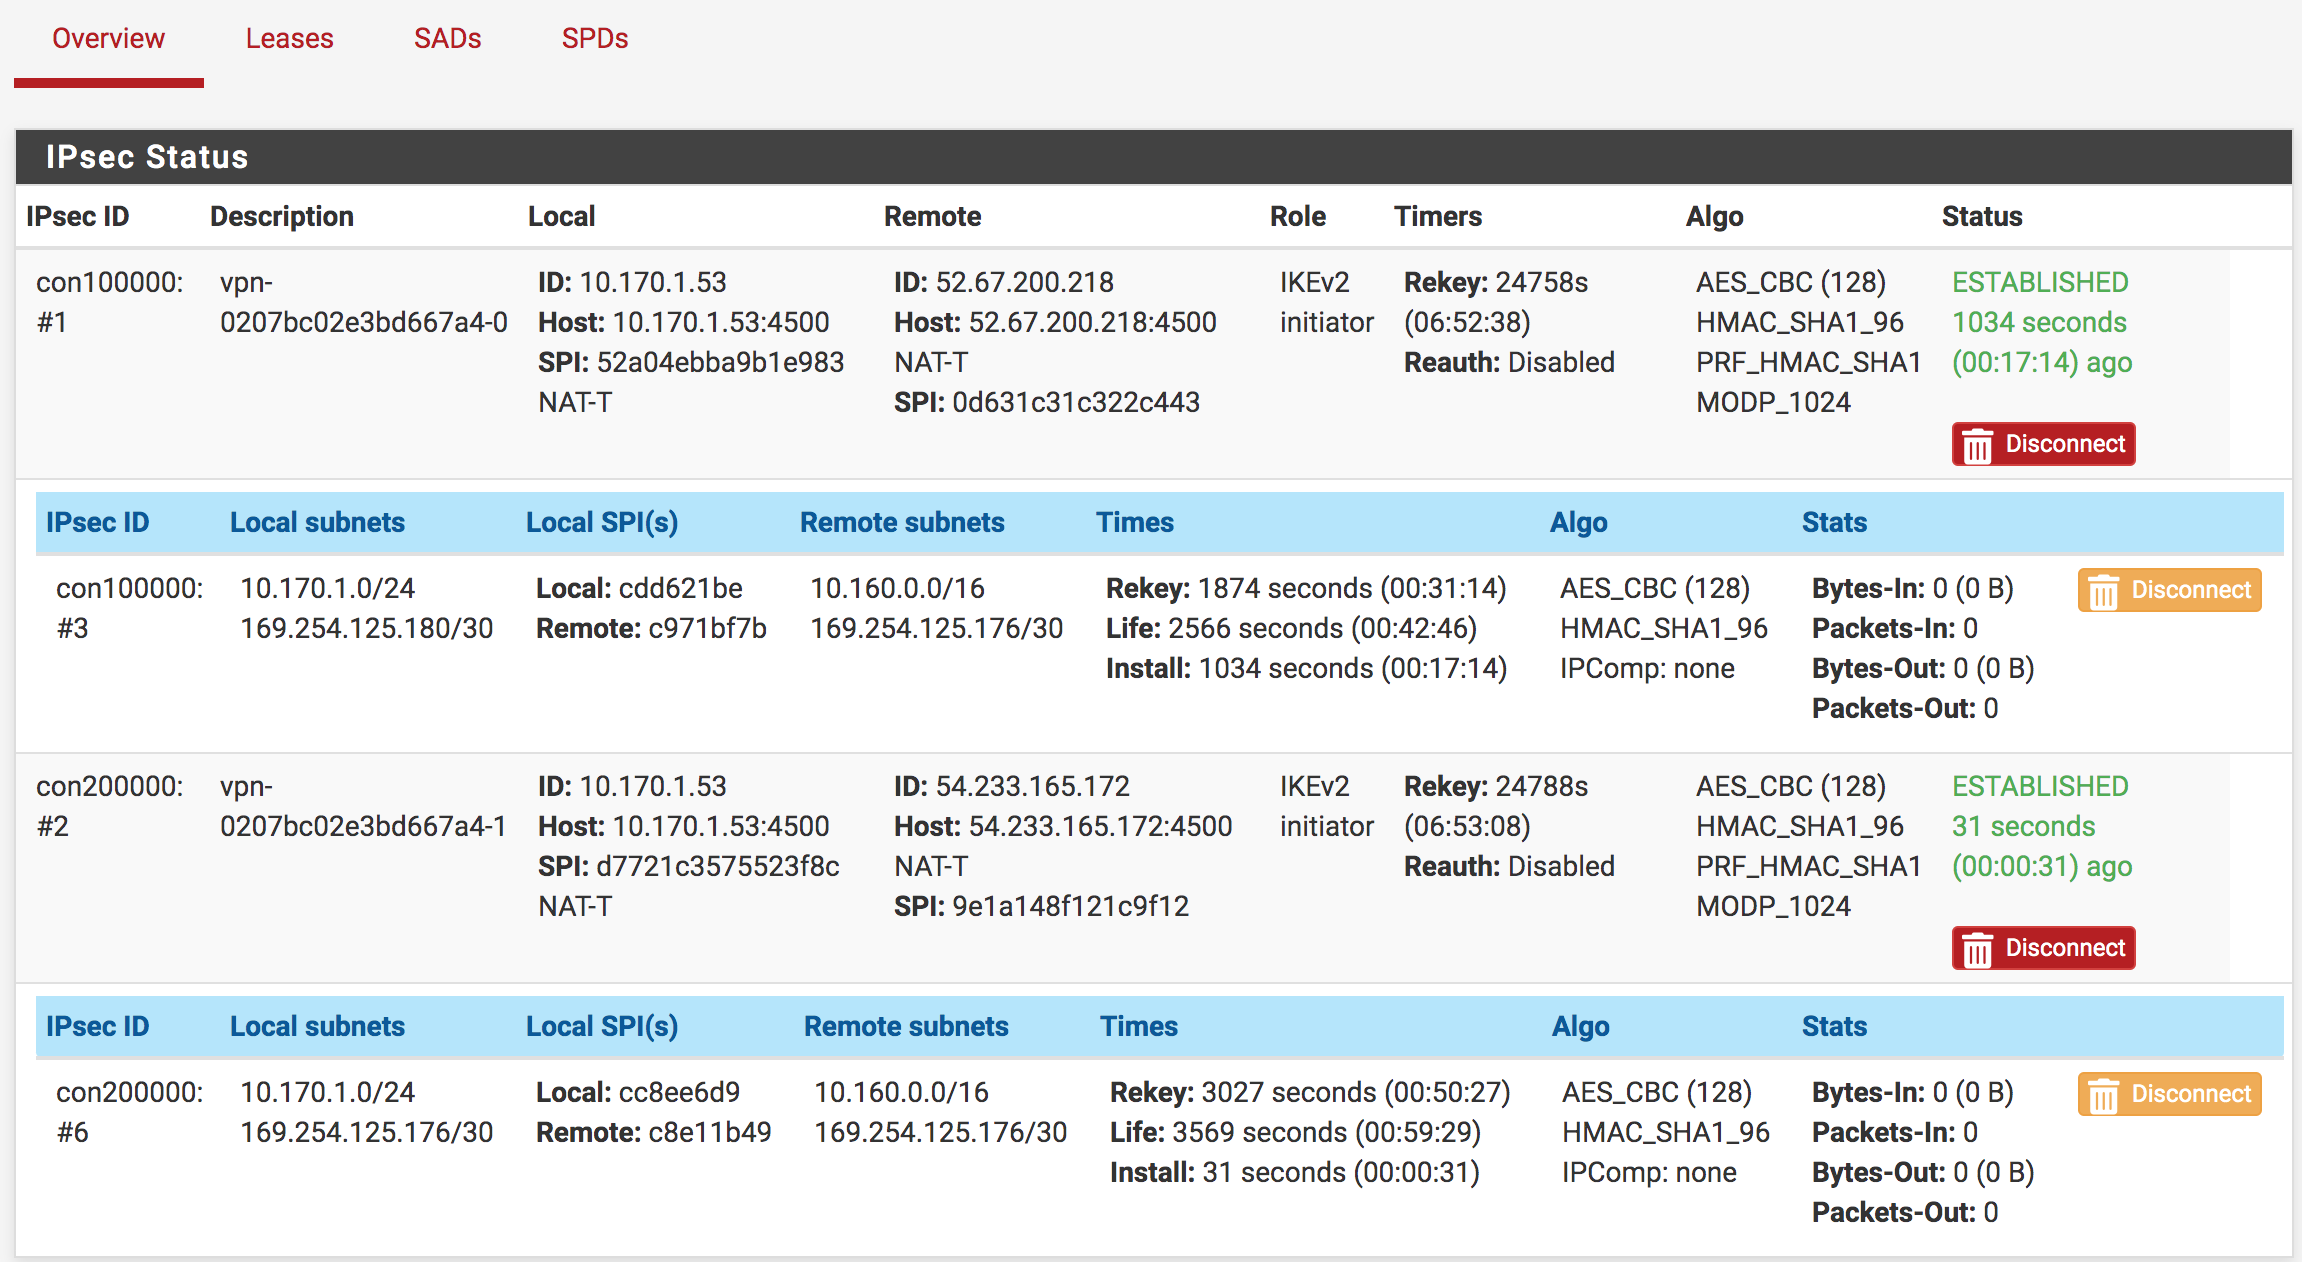 Overview Leases SADs SPDs
IPsec Status
IPsec ID Description Local Remote Role Timers Algo Status
con100000: vpn- ID: 10.170.1.53 ID: 52.67.200.218 IKEv2 Rekey: 24758s AES_CBC (128) ESTABLISHED
#1 0207bc02e3bd667a4-0 Host: 10.170.1.53:4500 Host: 52.67.200.218:4500 initiator (06:52:38) HMAC_SHA1_96 1034 seconds
SPI: 52a04ebba9b1e983 NAT-T Reauth: Disabled PRF_HMAC_SHA1 (00:17:14) ago
NAT-T SPI: 0d631c31c322c443 MODP_1024
Disconnect
IPsec ID Local subnets Local SPI(s) Remote subnets Times Algo Stats
con100000: 10.170.1.0/24 Local: cdd621be 10.160.0.0/16 Rekey: 1874 seconds (00:31:14) AES_CBC (128) Bytes-In: 0 (0 B) Disconnect
#3 169.254.125.180/30 Remote: c971bf7b 169.254.125.176/30 Life: 2566 seconds (00:42:46) HMAC_SHA1_96 Packets-In: 0
Install: 1034 seconds (00:17:14) IPComp: none Bytes-Out: 0 (0 B)
Packets-Out: 0
con200000: vpn- ID: 10.170.1.53 ID: 54.233.165.172 IKEv2 Rekey: 24788s AES_CBC (128) ESTABLISHED
#2 0207bc02e3bd667a4-1 Host: 10.170.1.53:4500 Host: 54.233.165.172:4500 initiator (06:53:08) HMAC_SHA1_96 31 seconds
SPI: d7721c3575523f8c NAT-T Reauth: Disabled PRF_HMAC_SHA1 (00:00:31) ago
NAT-T SPI: 9e1a148f121c9f12 MODP_1024
Disconnect
IPsec ID Local subnets Local SPI(s) Remote subnets Times Algo Stats
con200000: 10.170.1.0/24 Local: cc8ee6d9 10.160.0.0/16 Rekey: 3027 seconds (00:50:27) AES_CBC (128) Bytes-In: 0 (0 B) Disconnect
#6 169.254.125.176/30 Remote: c8e11b49 169.254.125.176/30 Life: 3569 seconds (00:59:29) HMAC_SHA1_96 Packets-In: 0
Install: 31 seconds (00:00:31) IPComp: none Bytes-Out: 0 (0 B)
Packets-Out: 0